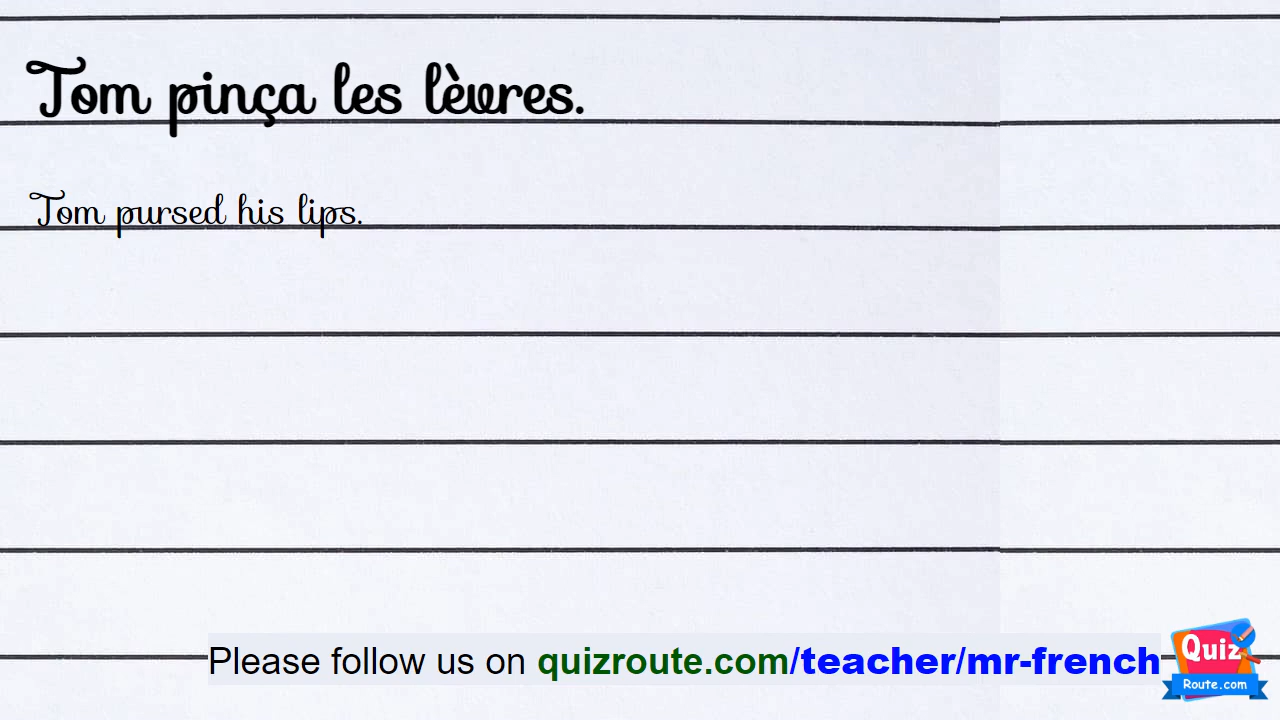 Tom pinça les lèvres.
Tom pursed his lips.
Please follow us on quizroute.com/teacher/mr-french
Quiz
Route.com